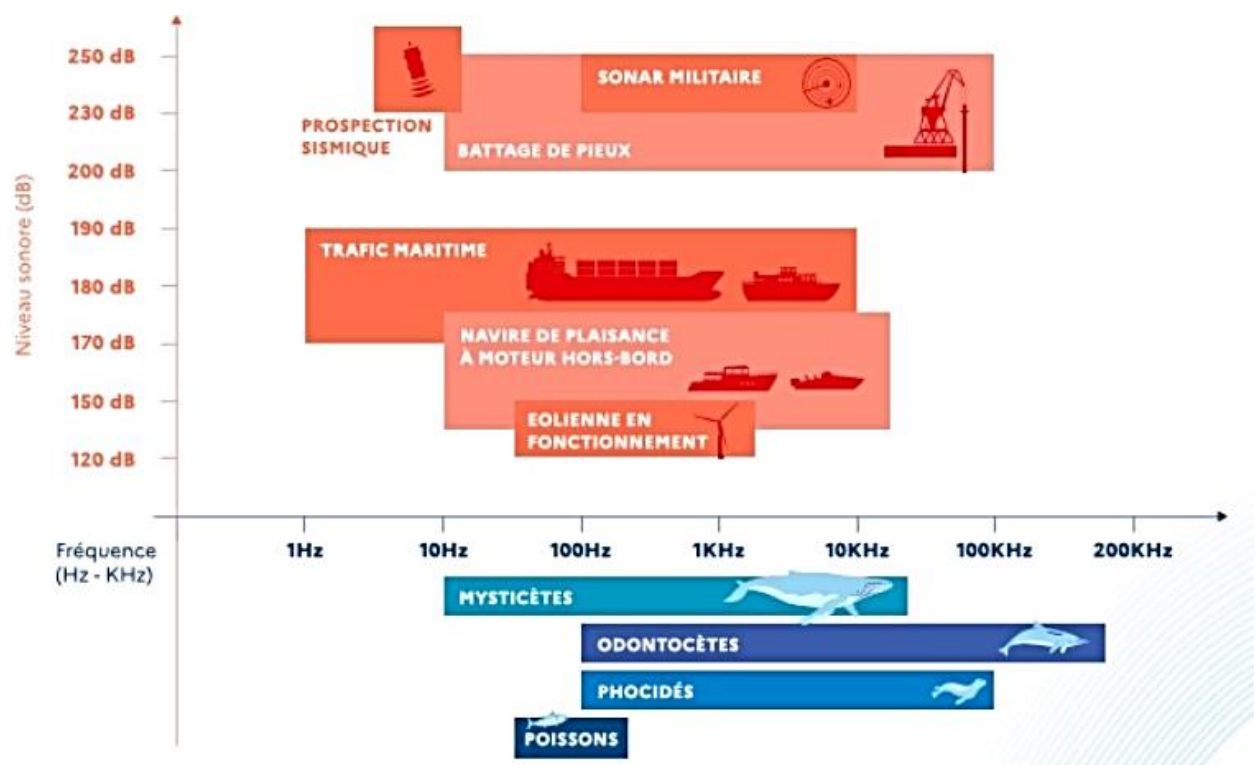 250 dB
230 dB
200 dB
190 dB
180 dB
170 dB
150 dB
120 dB
Niveau sonore (dB)
PROSPECTION
SISMIQUE
SONAR MILITAIRE
BATTAGE DE PIEUX
TRAFIC MARITIME
NAVIRE DE PLAISANCE
À MOTEUR HORS-BORD
EOLIENNE EN
FONCTIONNEMENT
Fréquence
(Hz - KHz)
1Hz
10Hz
100Hz
1KHz
10KHz
100KHz
200KHz
MYSTICÈTES
ODONTOCÈTES
PHOCIDÉS
POISSONS